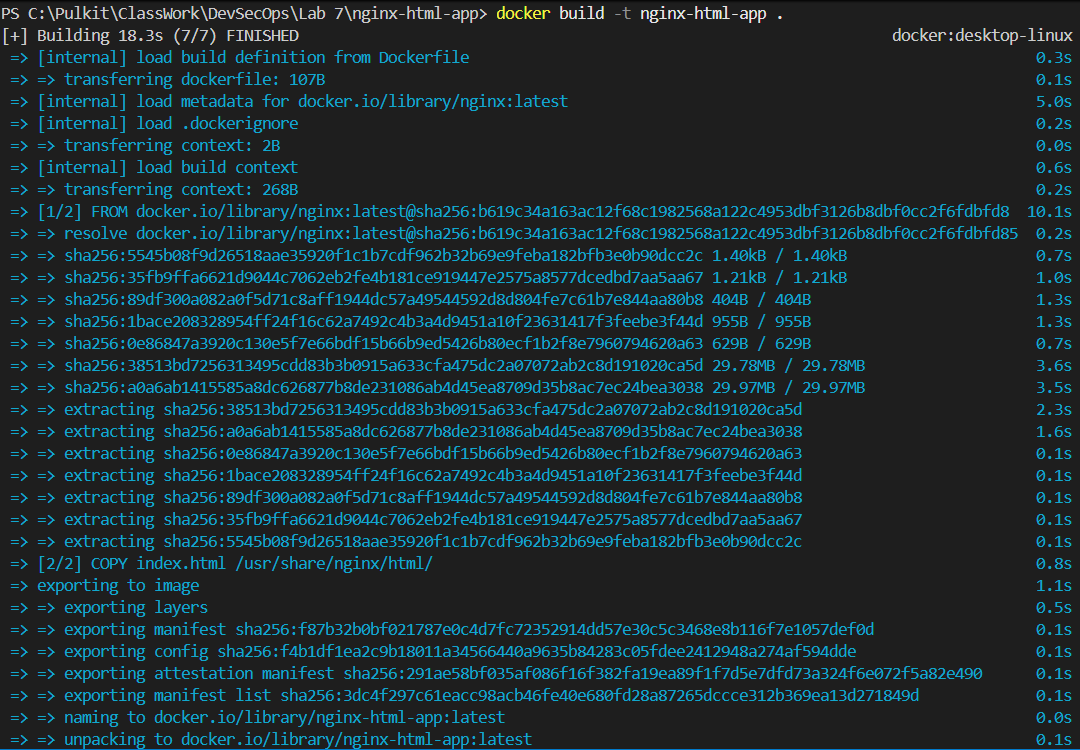 PS C:\Pulkit\ClassWork\DevSecOps\Lab 7\nginx-html-app> docker build -t nginx-html-app .
[+] Building 18.3s (7/7) FINISHED docker:desktop-linux
=> [internal] load build definition from Dockerfile 0.3s
=> => transferring dockerfile: 107B 0.1s
=> [internal] load metadata for docker.io/library/nginx:latest 5.0s
=> [internal] load .dockerignore 0.2s
=> => transferring context: 2B 0.0s
=> [internal] load build context 0.6s
=> => transferring context: 268B 0.2s
=> [1/2] FROM docker.io/library/nginx:latest@sha256:b619c34a163ac12f68c1982568a122c4953dbf3126b8dbf0cc2f6fdbfd8 10.1s
=> => resolve docker.io/library/nginx:latest@sha256:b619c34a163ac12f68c1982568a122c4953dbf3126b8dbf0cc2f6fdbfd85 0.2s
=> => sha256:5545b08f9d26518aae35920f1c1b7cdf962b32b69e9feba182bfb3e0b90dcc2c 1.40kB / 1.40kB 0.7s
=> => sha256:35fb9ffa6621d9044c7062eb2fe4b181ce919447e2575a8577dcedbd7aa5aa67 1.21kB / 1.21kB 1.0s
=> => sha256:89df300a082a0f5d71c8aff1944dc57a49544592d8d804fe7c61b7e844aa80b8 404B / 404B 1.3s
=> => sha256:1bace208328954ff24f16c62a7492c4b3a4d9451a10f23631417f3feebe3f44d 955B / 955B 1.3s
=> => sha256:0e86847a3920c130e5f7e66bdf15b66b9ed5426b80ecf1b2f8e7960794620a63 629B / 629B 0.7s
=> => sha256:38513bd7256313495cdd83b3b0915a633cfa475dc2a07072ab2c8d191020ca5d 29.78MB / 29.78MB 3.6s
=> => sha256:a0a6ab1415585a8dc626877b8de231086ab4d45ea8709d35b8ac7ec24bea3038 29.97MB / 29.97MB 3.5s
=> => extracting sha256:38513bd7256313495cdd83b3b0915a633cfa475dc2a07072ab2c8d191020ca5d 2.3s
=> => extracting sha256:a0a6ab1415585a8dc626877b8de231086ab4d45ea8709d35b8ac7ec24bea3038 1.6s
=> => extracting sha256:0e86847a3920c130e5f7e66bdf15b66b9ed5426b80ecf1b2f8e7960794620a63 0.1s
=> => extracting sha256:1bace208328954ff24f16c62a7492c4b3a4d9451a10f23631417f3feebe3f44d 0.1s
=> => extracting sha256:89df300a082a0f5d71c8aff1944dc57a49544592d8d804fe7c61b7e844aa80b8 0.1s
=> => extracting sha256:35fb9ffa6621d9044c7062eb2fe4b181ce919447e2575a8577dcedbd7aa5aa67 0.1s
=> => extracting sha256:5545b08f9d26518aae35920f1c1b7cdf962b32b69e9feba182bfb3e0b90dcc2c 0.1s
=> [2/2] COPY index.html /usr/share/nginx/html/ 0.8s
=> exporting to image 1.1s
=> => exporting layers 0.5s
=> => exporting manifest sha256:f87b32b0bf021787e0c4d7fc72352914dd57e30c5c3468e8b116f7e1057def0d 0.1s
=> => exporting config sha256:f4b1df1ea2c9b18011a34566440a9635b84283c05fdee2412948a274af594dde 0.1s
=> => exporting attestation manifest sha256:291ae58bf035af086f16f382fa19ea89f1f7d5e7dfd73a324f6e072f5a82e490 0.1s
=> => exporting manifest list sha256:3dc4f297c61eacc98acb46fe40e680fd28a87265dccce312b369ea13d271849d 0.1s
=> => naming to docker.io/library/nginx-html-app:latest 0.0s
=> => unpacking to docker.io/library/nginx-html-app:latest 0.1s